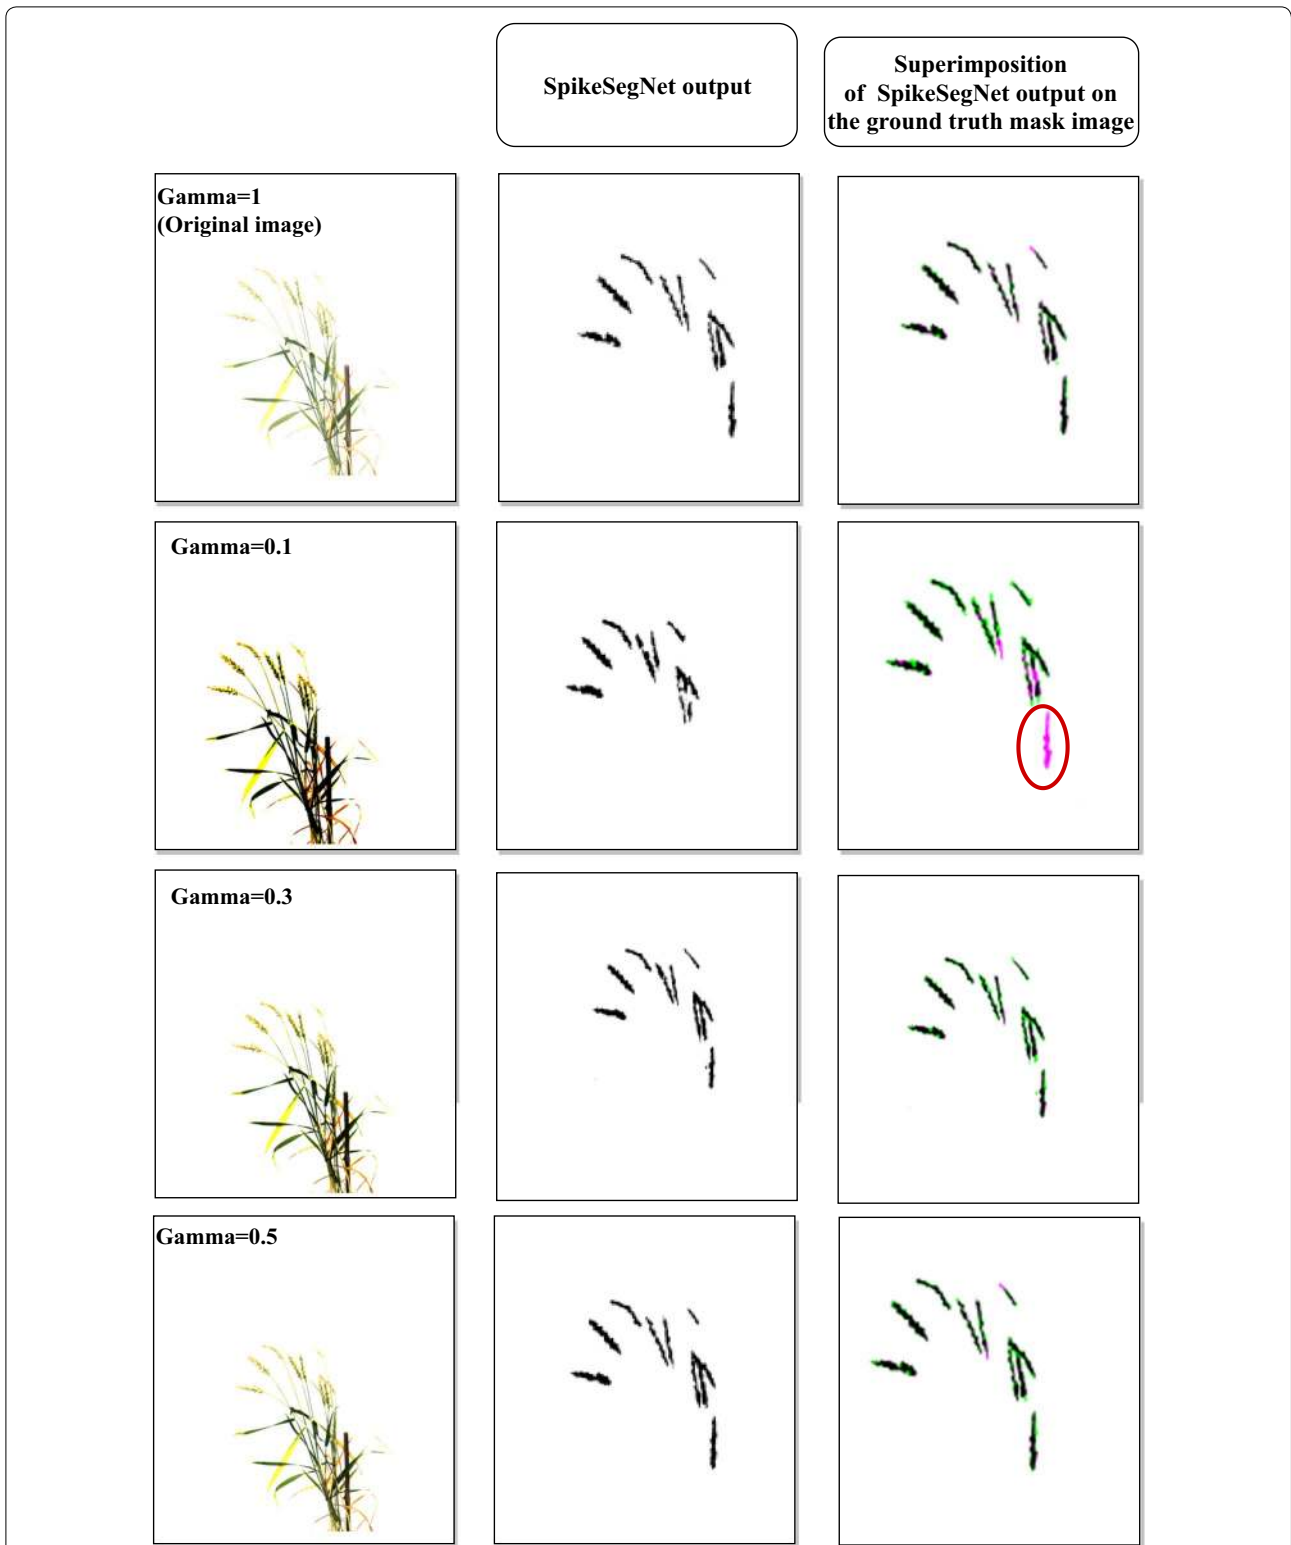 SpikeSegNet output
Superimposition
of SpikeSegNet output on
the ground truth mask image
Gamma=1
(Original image)
Gamma=0.1
Gamma=0.3
Gamma=0.5